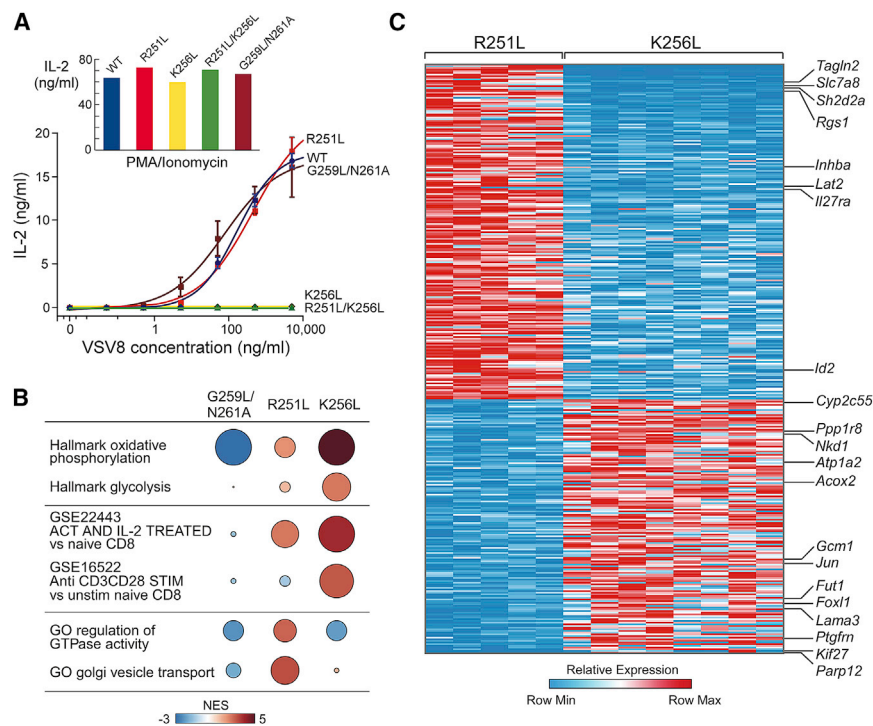 A
IL-2
(ng/ml)
80
40
0
WT
R251L
K256L
R251L/K256L
G259L/N261A
PMA/Ionomycin
20
15
10
5
0
IL-2 (ng/ml)
R251L
WT
G259L/N261A
K256L
R251L/K256L
0
1
100
10,000
VSV8 concentration (ng/ml)
B
G259L/
N261A
R251L
K256L
Hallmark oxidative
phosphorylation
Hallmark glycolysis
GSE22443
ACT AND IL-2 TREATED
vs naive CD8
GSE16522
Anti CD3CD28 STIM
vs unstim naive CD8
GO regulation of
GTPase activity
GO golgi vesicle transport
NES
-3
5
C
R251L
K256L
Tagln2
Slc7a8
Sh2d2a
Rgs1
Inhba
Lat2
Il27ra
Id2
Cyp2c55
Ppp1r8
Nkd1
Atp1a2
Acox2
Gcm1
Jun
Fut1
Foxl1
Lama3
Ptgfrn
Kif27
Parp12
Relative Expression
Row Min
Row Max